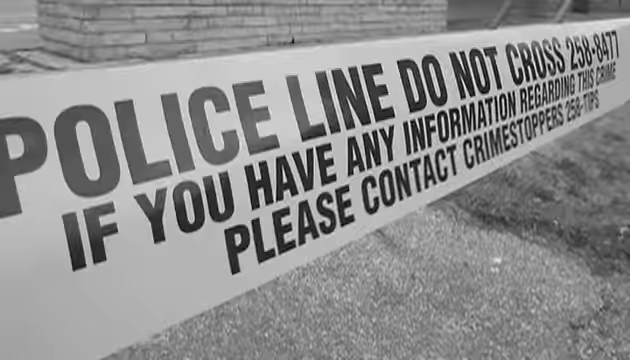 POLICE LINE DO NOT CROSS 258-8477
IF YOU HAVE ANY INFORMATION REGARDING THIS CRIME
PLEASE CONTACT CRIMESTOPPERS 258-TIPS